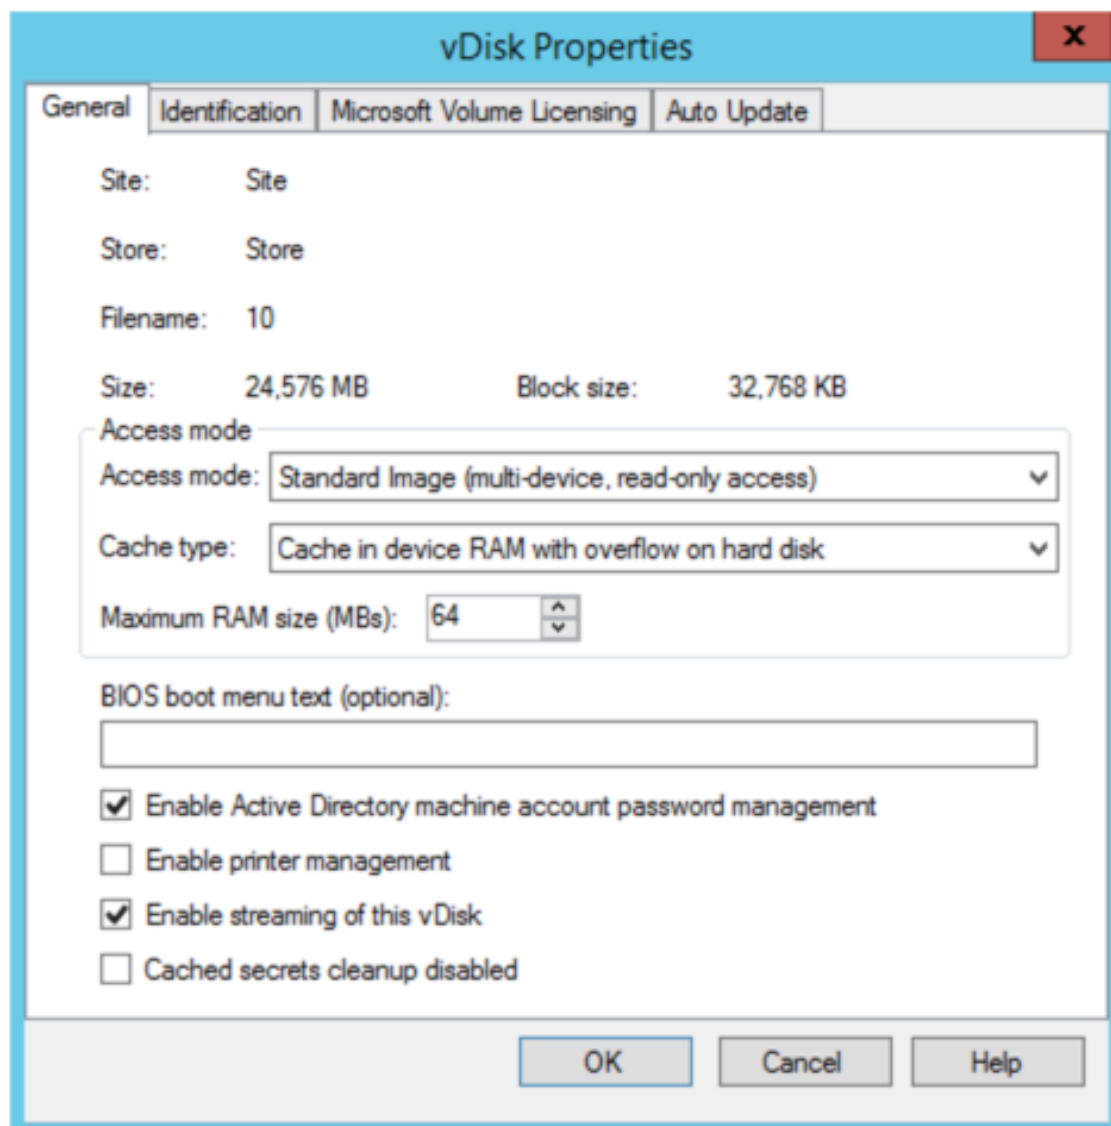 vDisk Properties
x
General Identification Microsoft Volume Licensing Auto Update
Site: Site
Store: Store
Filename: 10
Size: 24,576 MB Block size: 32,768 KB
Access mode
Access mode: Standard Image (multi-device, read-only access)
Cache type: Cache in device RAM with overflow on hard disk
Maximum RAM size (MBs): 64
BIOS boot menu text (optional):
Enable Active Directory machine account password management
Enable printer management
Enable streaming of this vDisk
Cached secrets cleanup disabled
OK Cancel Help